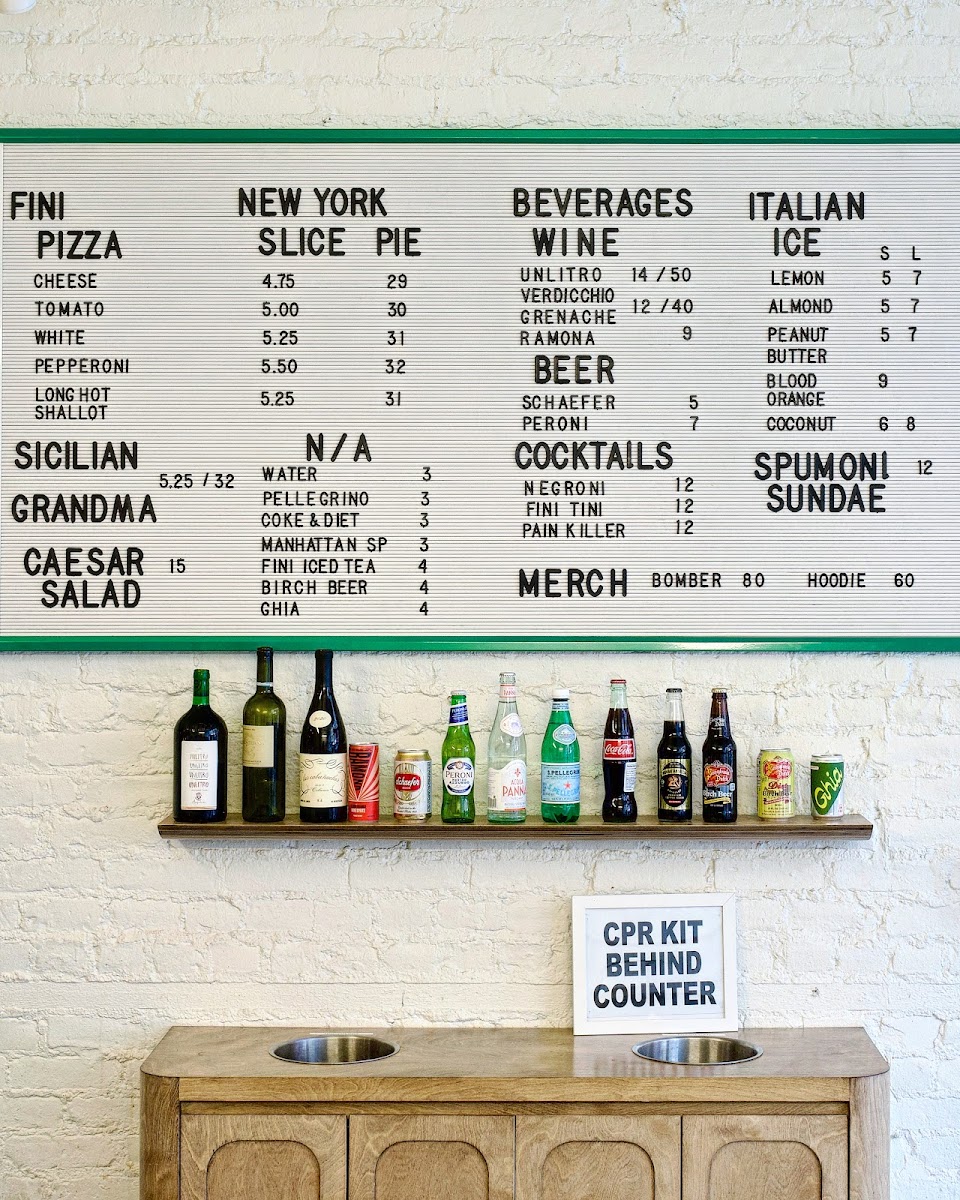 FINI
PIZZA
NEW YORK
SLICE PIE
CHEESE 4.75 29
TOMATO 5.00 30
WHITE 5.25 31
PEPPERONI 5.50 32
LONG HOT
SHALLOT 5.25 31
SICILIAN
5.25 / 32
GRANDMA
CAESAR
SALAD 15
N/A
WATER 3
PELLEGRINO 3
COKE & DIET 3
MANHATTAN SP 3
FINI ICED TEA 4
BIRCH BEER 4
GHIA 4
BEVERAGES
WINE
UNLITRO 14 / 50
VERDICCHIO
GRENACHE 12 / 40
RAMONA 9
BEER
SCHAEFER 5
PERONI 7
COCKTAILS
NEGRONI 12
FINI TINI 12
PAIN KILLER 12
MERCH BOMBER 80 HOODIE 60
ITALIAN
ICE
S L
LEMON 5 7
ALMOND 5 7
PEANUT 5 7
BUTTER
BLOOD 9
ORANGE
COCONUT 6 8
SPUMONI 12
SUNDAE
Schaefer
PERONI
ACQUA
PANNA
S.PELLEGRINO
Coca-Cola
Birch Beer
Ghia
CPR KIT
BEHIND
COUNTER